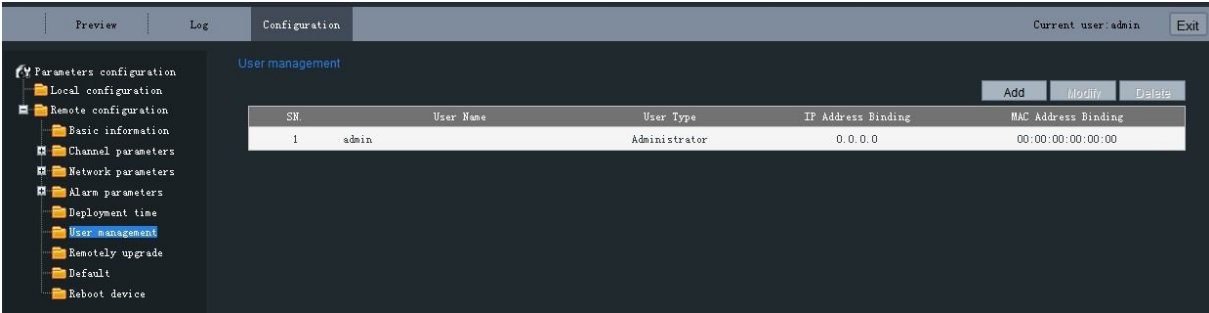 Preview Log Configuration Current user:admin Exit
Parameters configuration
Local configuration
Remote configuration
Basic information
Channel parameters
Network parameters
Alarm parameters
Deployment time
User management
Remotely upgrade
Default
Reboot device
User management
Add Modify Delete
SN. User Name User Type IP Address Binding MAC Address Binding
1 admin Administrator 0.0.0.0 00:00:00:00:00:00